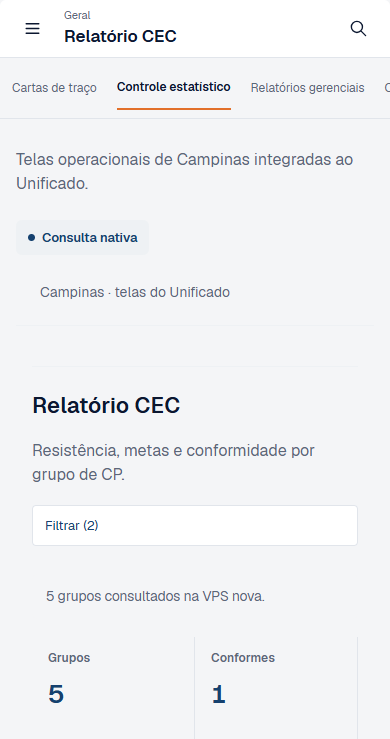 Geral
Relatório CEC
Cartas de traço
Controle estatístico
Relatórios gerenciais
Telas operacionais de Campinas integradas ao
Unificado.
Consulta nativa
Campinas · telas do Unificado
Relatório CEC
Resistência, metas e conformidade por
grupo de CP.
Filtrar (2)
5 grupos consultados na VPS nova.
Grupos
Conformes
5
1